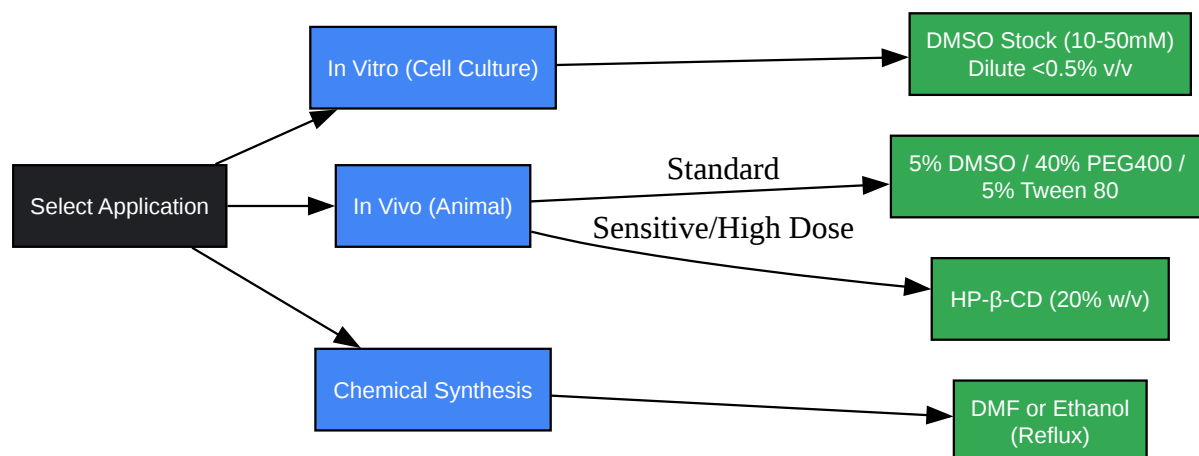 DMSO Stock (10-50mM)
Dilute <0.5% v/v
In Vitro (Cell Culture)
Standard
5% DMSO / 40% PEG400 /
5% Tween 80
Select Application
In Vivo (Animal)
Sensitive/High Dose
HP-β-CD (20% w/v)
Chemical Synthesis
DMF or Ethanol
(Reflux)